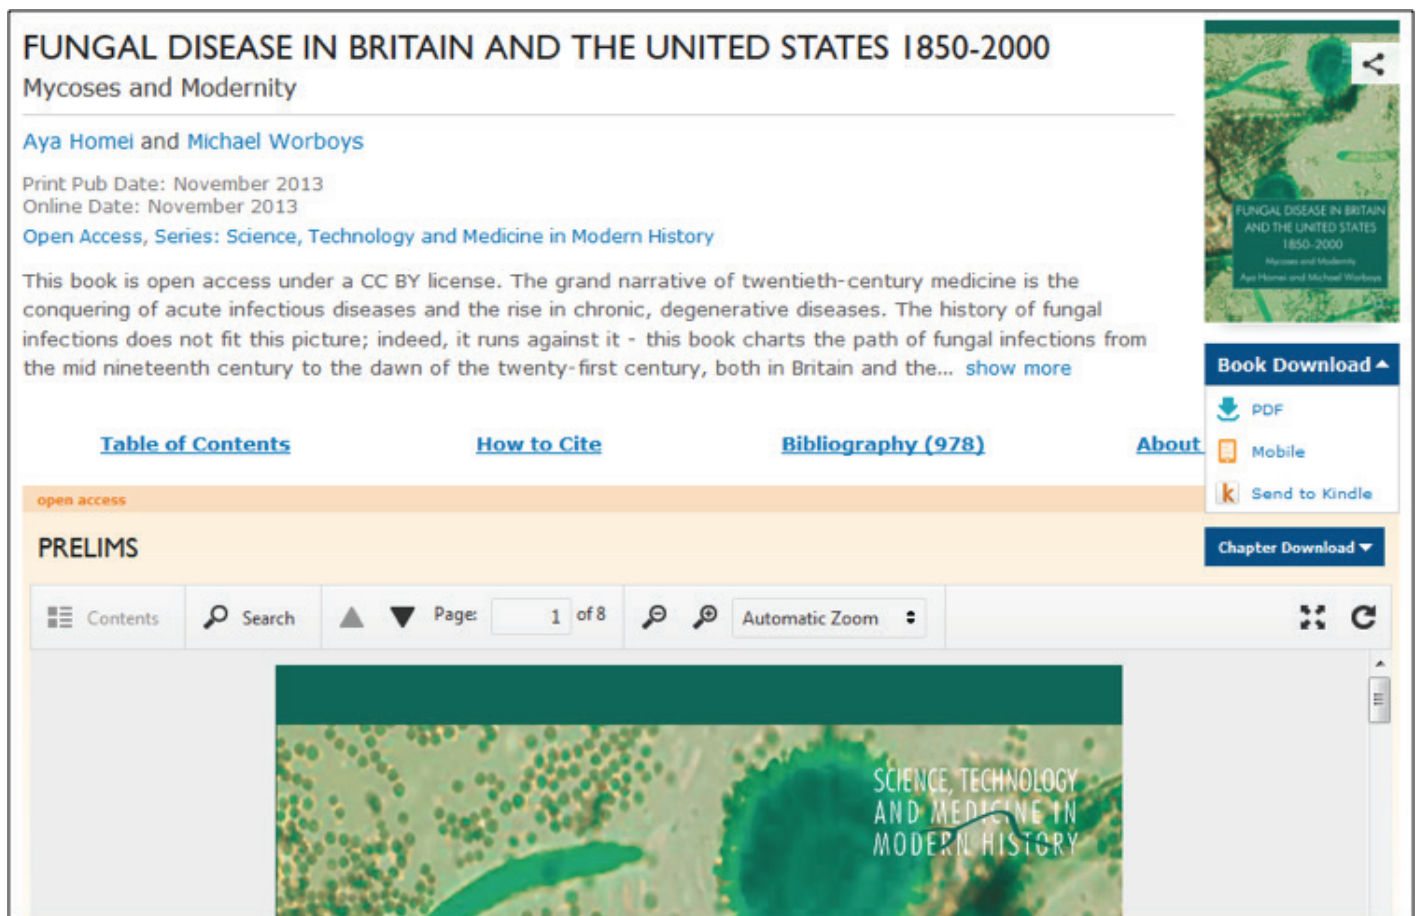 FUNGAL DISEASE IN BRITAIN AND THE UNITED STATES 1850-2000
Mycoses and Modernity
Aya Homei and Michael Worboys
Print Pub Date: November 2013
Online Date: November 2013
Open Access, Series: Science, Technology and Medicine in Modern History
This book is open access under a CC BY license. The grand narrative of twentieth-century medicine is the
conquering of acute infectious diseases and the rise in chronic, degenerative diseases. The history of fungal
infections does not fit this picture; indeed, it runs against it - this book charts the path of fungal infections from
the mid nineteenth century to the dawn of the twenty-first century, both in Britain and the... show more
FUNGAL DISEASE IN BRITAIN
AND THE UNITED STATES
1850-2000
Mycoses and Modernity
Aya Homei and Michael Worboys
Book Download
PDF
Mobile
Send to Kindle
Table of Contents How to Cite Bibliography (978) About
open access
PRELIMS
Chapter Download
Contents Search Page: 1 of 8 Automatic Zoom
SCIENCE, TECHNOLOGY
AND MEDICINE IN
MODERN HISTORY